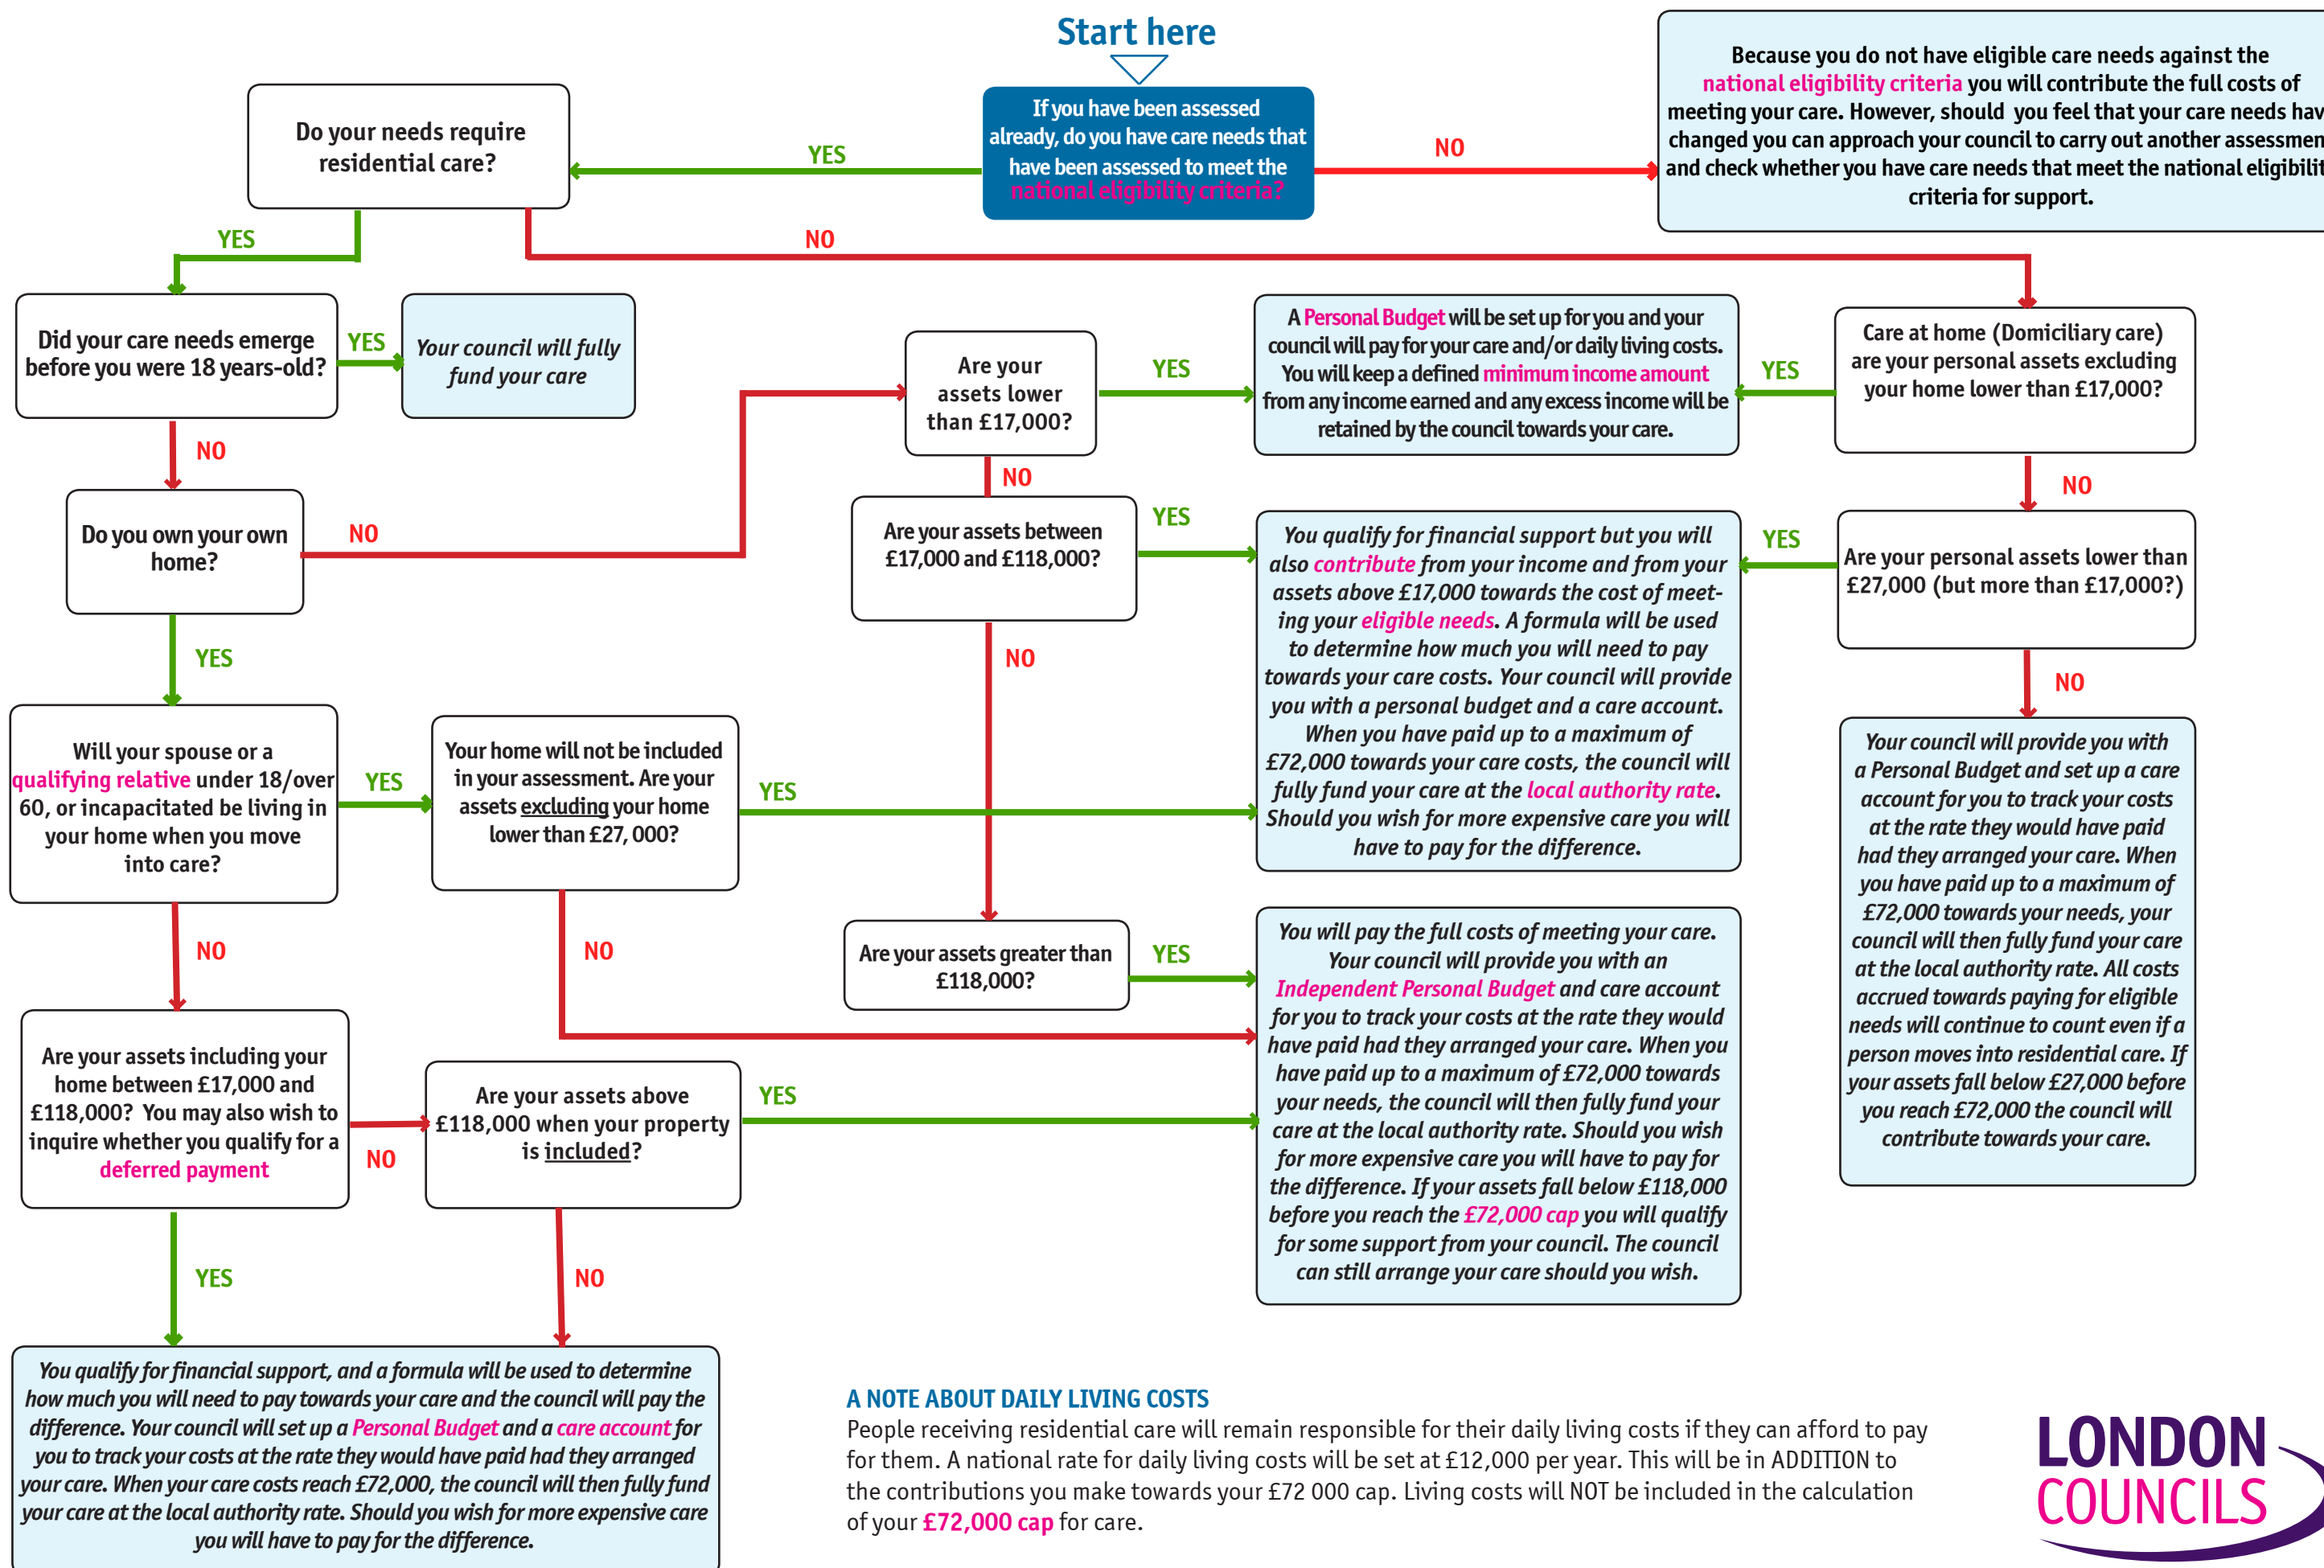 Start here
If you have been assessed
already, do you have care needs that
have been assessed to meet the
national eligibility criteria?
YES
NO
Because you do not have eligible care needs against the
national eligibility criteria you will contribute the full costs of
meeting your care. However, should you feel that your care needs hav
changed you can approach your council to carry out another assessmen
and check whether you have care needs that meet the national eligibilit
criteria for support.
Do your needs require
residential care?
YES
NO
Did your care needs emerge
before you were 18 years-old?
YES
Your council will fully
fund your care
NO
Do you own your own
home?
NO
YES
Are your
assets lower
than £17,000?
YES
NO
A Personal Budget will be set up for you and your
council will pay for your care and/or daily living costs.
You will keep a defined minimum income amount
from any income earned and any excess income will be
retained by the council towards your care.
YES
Care at home (Domiciliary care)
are your personal assets excluding
your home lower than £17,000?
NO
Are your assets between
£17,000 and £118,000?
YES
NO
You qualify for financial support but you will
also contribute from your income and from your
assets above £17,000 towards the cost of meet-
ing your eligible needs. A formula will be used
to determine how much you will need to pay
towards your care costs. Your council will provide
you with a personal budget and a care account.
When you have paid up to a maximum of
£72,000 towards your care costs, the council will
fully fund your care at the local authority rate.
Should you wish for more expensive care you will
have to pay for the difference.
YES
Are your personal assets lower than
£27,000 (but more than £17,000?)
NO
Will your spouse or a
qualifying relative under 18/over
60, or incapacitated be living in
your home when you move
into care?
YES
NO
Your home will not be included
in your assessment. Are your
assets excluding your home
lower than £27, 000?
YES
NO
Your council will provide you with
a Personal Budget and set up a care
account for you to track your costs
at the rate they would have paid
had they arranged your care. When
you have paid up to a maximum of
£72,000 towards your needs, your
council will then fully fund your care
at the local authority rate. All costs
accrued towards paying for eligible
needs will continue to count even if a
person moves into residential care. If
your assets fall below £27,000 before
you reach £72,000 the council will
contribute towards your care.
Are your assets greater than
£118,000?
YES
You will pay the full costs of meeting your care.
Your council will provide you with an
Independent Personal Budget and care account
for you to track your costs at the rate they would
have paid had they arranged your care. When you
have paid up to a maximum of £72,000 towards
your needs, the council will then fully fund your
care at the local authority rate. Should you wish
for more expensive care you will have to pay for
the difference. If your assets fall below £118,000
before you reach the £72,000 cap you will qualify
for some support from your council. The council
can still arrange your care should you wish.
Are your assets including your
home between £17,000 and
£118,000? You may also wish to
inquire whether you qualify for a
deferred payment
NO
YES
Are your assets above
£118,000 when your property
is included?
YES
NO
You qualify for financial support, and a formula will be used to determine
how much you will need to pay towards your care and the council will pay the
difference. Your council will set up a Personal Budget and a care account for
you to track your costs at the rate they would have paid had they arranged
your care. When your care costs reach £72,000, the council will then fully fund
your care at the local authority rate. Should you wish for more expensive care
you will have to pay for the difference.
A NOTE ABOUT DAILY LIVING COSTS
People receiving residential care will remain responsible for their daily living costs if they can afford to pay
for them. A national rate for daily living costs will be set at £12,000 per year. This will be in ADDITION to
the contributions you make towards your £72 000 cap. Living costs will NOT be included in the calculation
of your £72,000 cap for care.
LONDON
COUNCILS